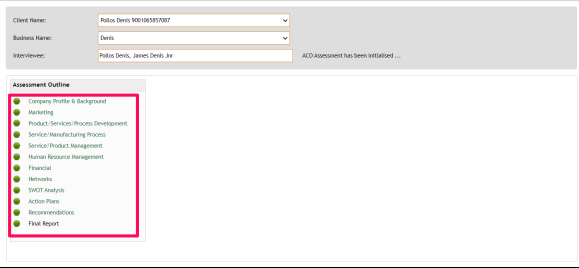 Client Name: Poilos Denis 9001065857087
Business Name: Denis
Interviewee: Poilos Denis, James Denis Jnr ACO Assessment has been Initialised ...
Assessment Outline
Company Profile & Background
Marketing
Product/Services/Process Development
Service/Manufacturing Process
Service/Product Management
Human Resource Management
Financial
Networks
SWOT Analysis
Action Plans
Recommendations
Final Report